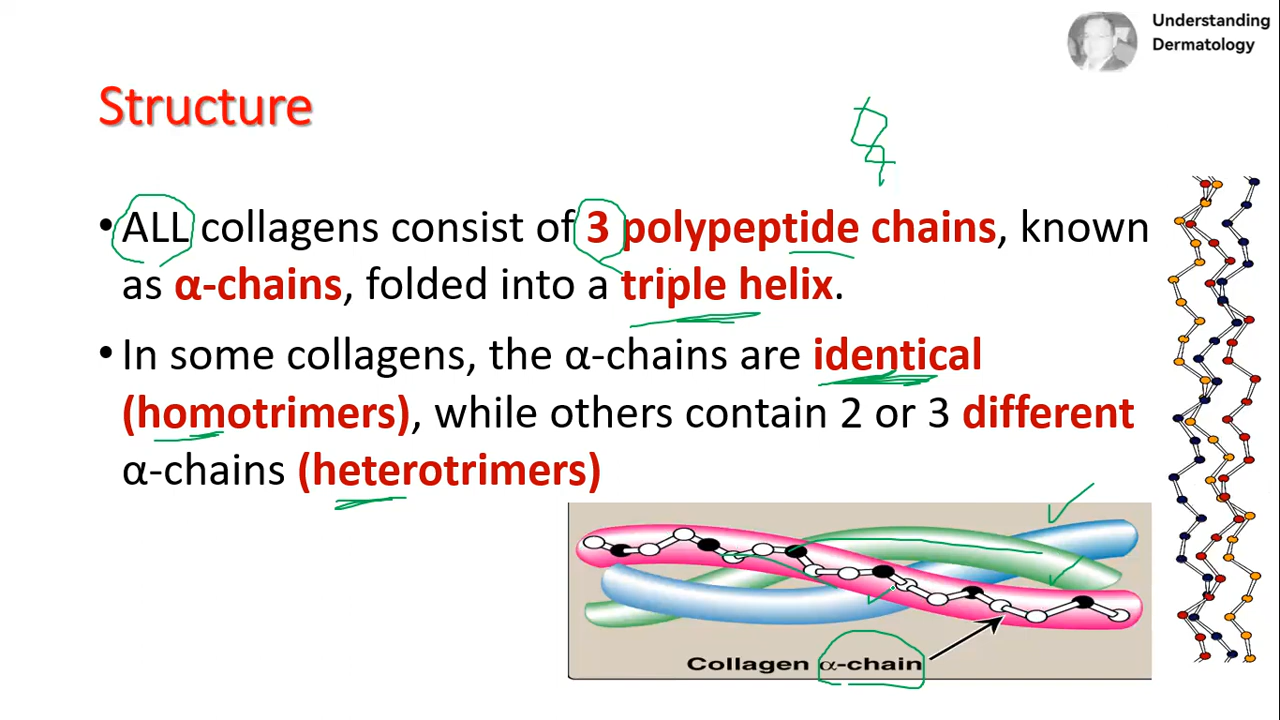 Understanding
Dermatology
Structure
• ALL collagens consist of 3 polypeptide chains, known
as α-chains, folded into a triple helix.
• In some collagens, the α-chains are identical
(homotrimers), while others contain 2 or 3 different
α-chains (heterotrimers)
Collagen α-chain